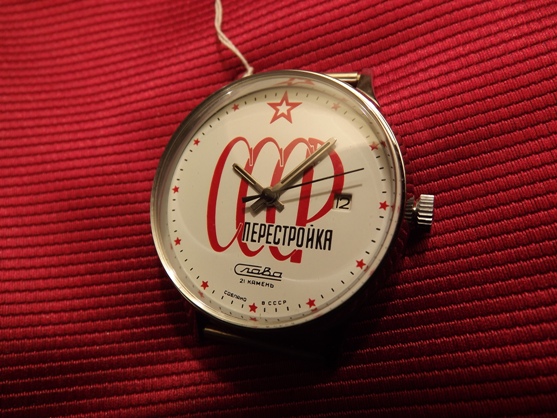 СССР
12
ПЕРЕСТРОЙКА
Слава
21 КАМЕНЬ
СДЕЛАНО В СССР